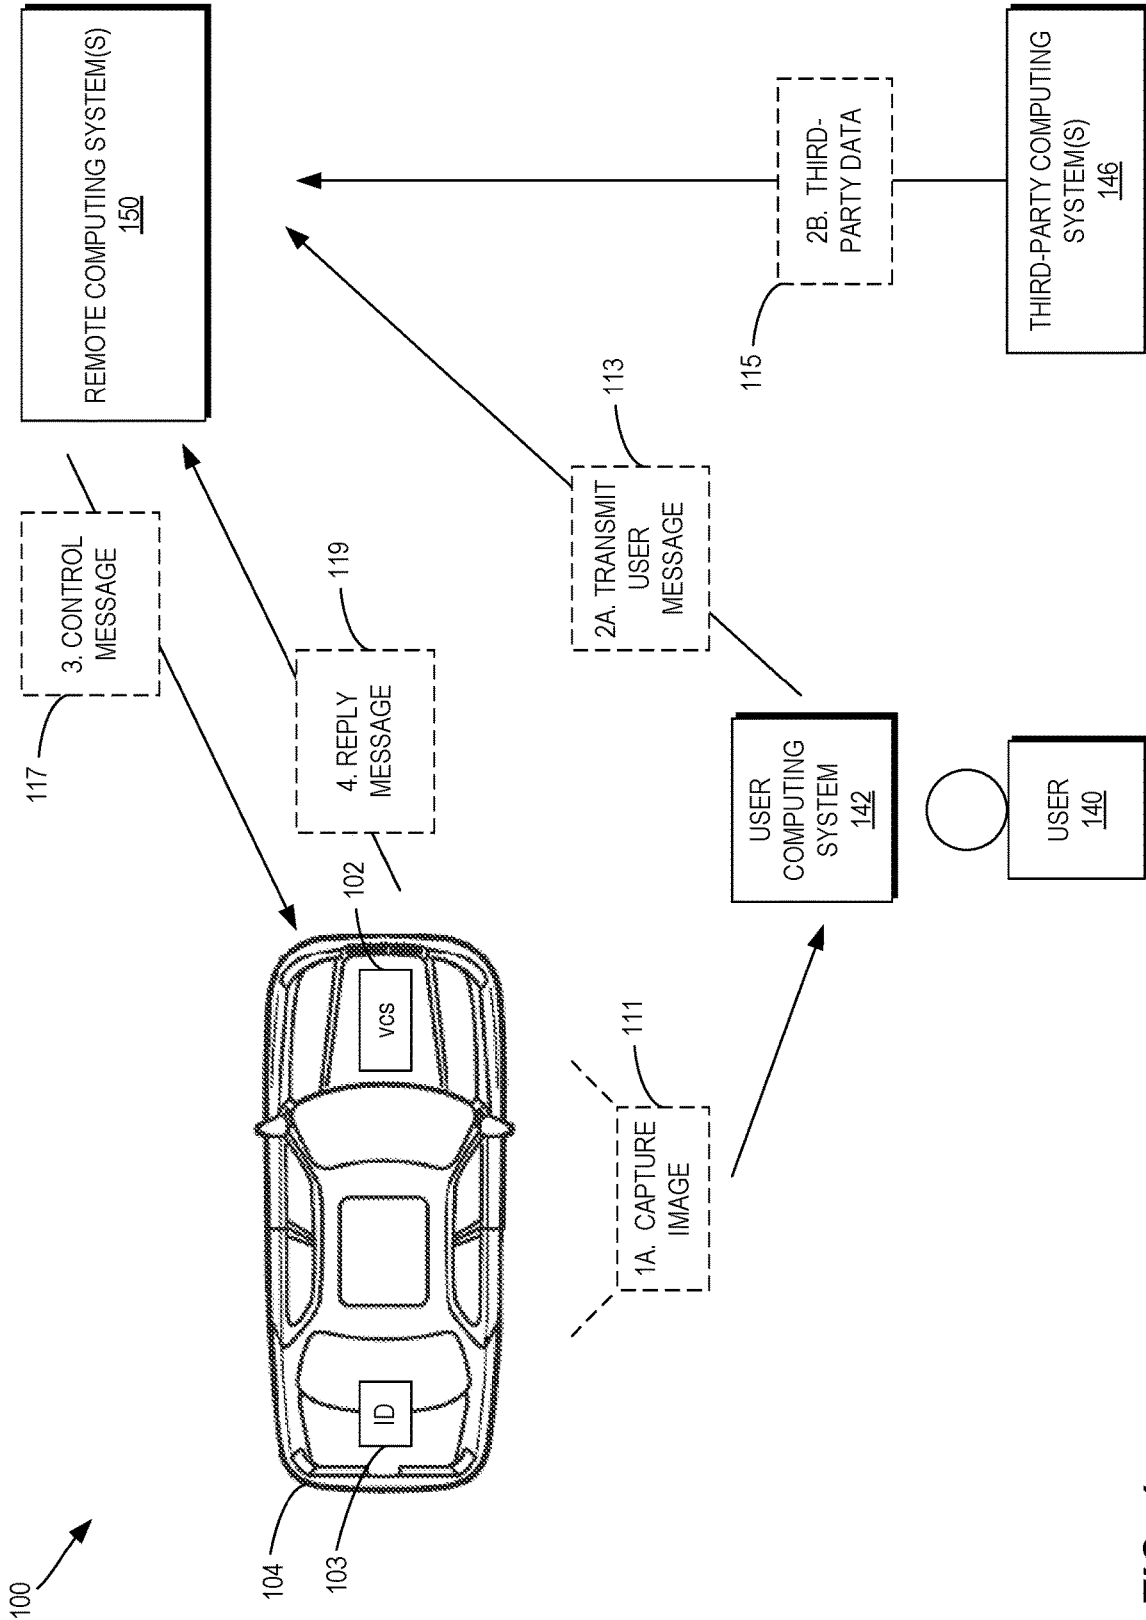 100
117
3. CONTROL
MESSAGE
REMOTE COMPUTING SYSTEM(S)
150
104
103
ID
VCS
102
119
4. REPLY
MESSAGE
111
1A. CAPTURE
IMAGE
113
2A. TRANSMIT
USER
MESSAGE
115
2B. THIRD-
PARTY DATA
USER
COMPUTING
SYSTEM
142
USER
140
THIRD-PARTY COMPUTING
SYSTEM(S)
146